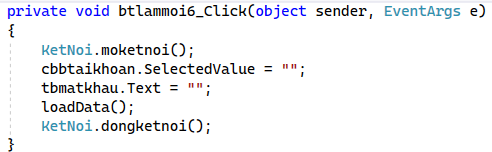 private void btlammoi6_Click(object sender, EventArgs e)
{
    KetNoi.moketnoi();
    cbbtaikhoan.SelectedValue = "";
    tbmatkhau.Text = "";
    loadData();
    KetNoi.dongketnoi();
}